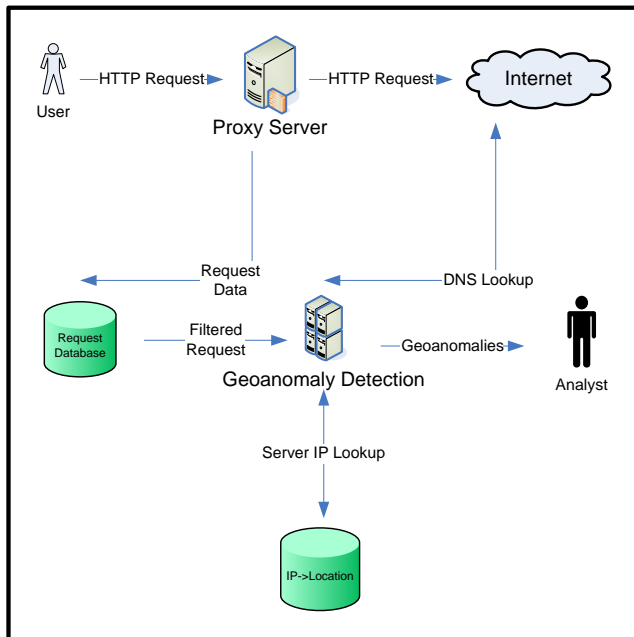 HTTP Request
HTTP Request
Internet
User
Proxy Server
Request
Data
DNS Lookup
Request
Database
Filtered
Request
Geoanomalies
Geoanomaly Detection
Analyst
Server IP Lookup
IP->Location